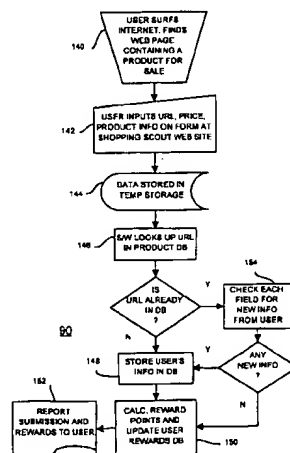 USER SURFS
INTERNET, FINDS
WEB PAGE
CONTAINING A
PRODUCT FOR
SALE
140
USER INPUTS URL, PRICE,
PRODUCT INFO ON FORM AT
SHOPPING SCOUT WEB SITE
142
DATA STORED IN
TEMP STORAGE
144
S/W LOOKS UP URL
IN PRODUCT DB
146
154
IS
URL ALREADY
IN DB
?
Y
CHECK EACH
FIELD FOR
NEW INFO
FROM USER
90
N
Y
ANY
NEW INFO
?
148
STORE USER'S
INFO IN DB
N
152
REPORT
SUBMISSION AND
REWARDS TO USER
CALC, REWARD
POINTS AND
UPDATE USER
REWARDS DB
150